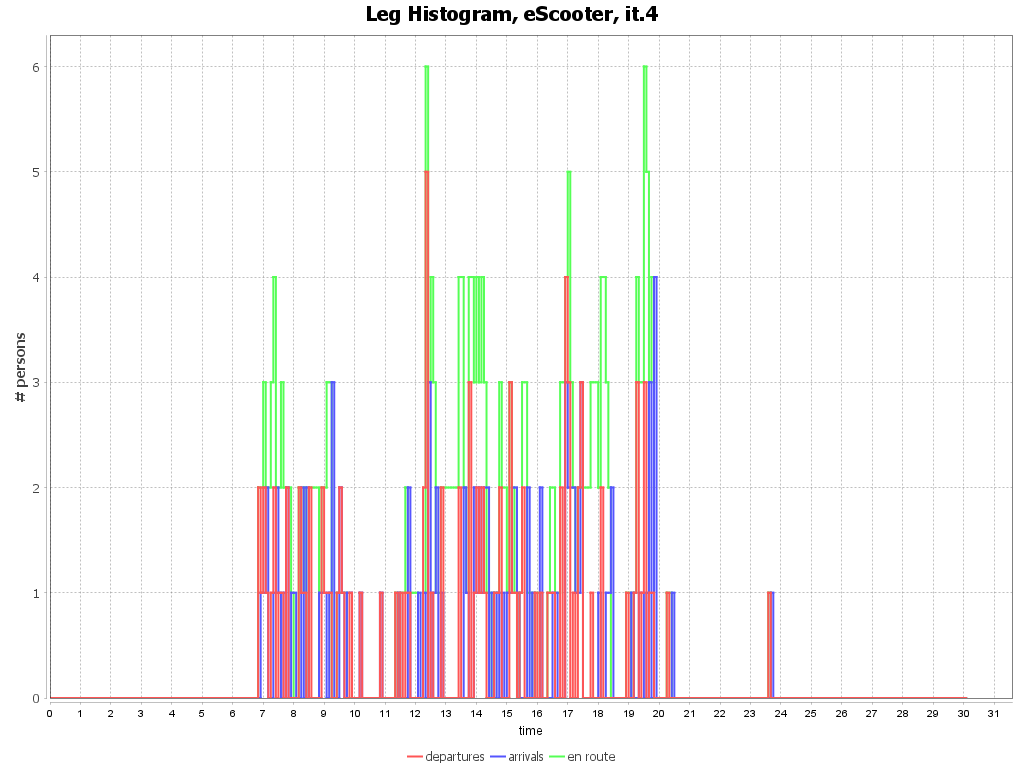 Leg Histogram, eScooter, it.4
6
5
4
3
2
1
0
# persons
0 1 2 3 4 5 6 7 8 9 10 11 12 13 14 15 16 17 18 19 20 21 22 23 24 25 26 27 28 29 30 31
time
departures arrivals en route